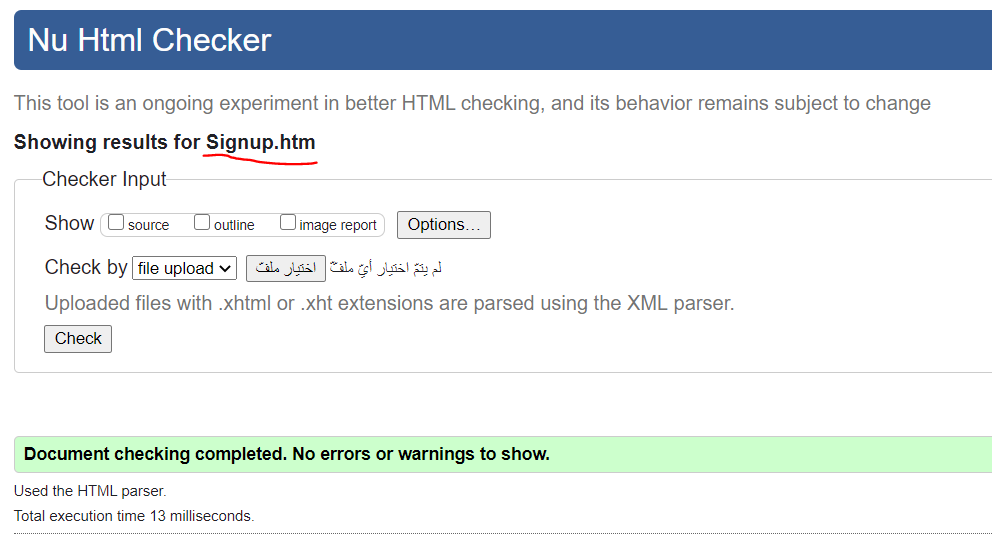 Nu Html Checker
This tool is an ongoing experiment in better HTML checking, and its behavior remains subject to change
Showing results for Signup.htm
Checker Input
Show source outline image report Options...
Check by file upload اختيار ملفّ لم يتمّ اختيار أيّ ملفّ
Uploaded files with .xhtml or .xht extensions are parsed using the XML parser.
Check
Document checking completed. No errors or warnings to show.
Used the HTML parser.
Total execution time 13 milliseconds.